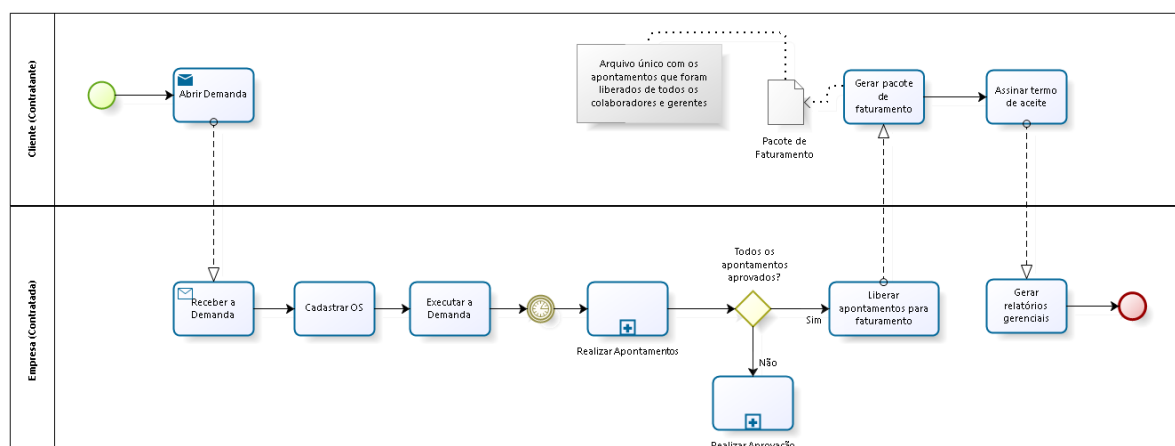 Cliente (Contratante)
Abrir Demanda
Arquivo único com os
apontamentos que foram
liberados de todos os
colaboradores e gerentes
Pacote de
Faturamento
Gerar pacote
de
faturamento
Assinar termo
de aceite
Empresa (Contratada)
Receber a
Demanda
Cadastrar OS
Executar a
Demanda
Realizar Apontamentos
Todos os
apontamentos
aprovados?
Sim
Não
Realizar Aprovação
Liberar
apontamentos para
faturamento
Gerar
relatórios
gerenciais